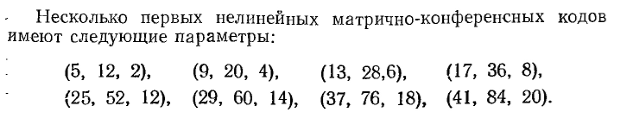 Несколько первых нелинейных матрично-конференсных кодов
имеют следующие параметры:
(5, 12, 2), (9, 20, 4), (13, 28,6), (17, 36, 8),
(25, 52, 12), (29, 60, 14), (37, 76, 18), (41, 84, 20).